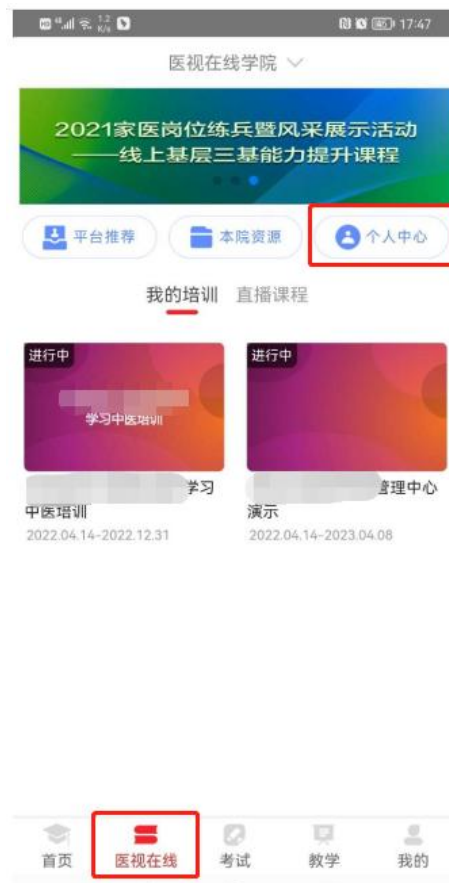 1.2
K/s
17:47
医视在线学院
2021家医岗位练兵暨风采展示活动
——线上基层三基能力提升课程
平台推荐
本院资源
个人中心
我的培训 直播课程
进行中
学习中医培训
学习
中医培训
2022.04.14-2022.12.31
进行中
管理中心
演示
2022.04.14-2023.04.08
首页
医视在线
考试
教学
我的